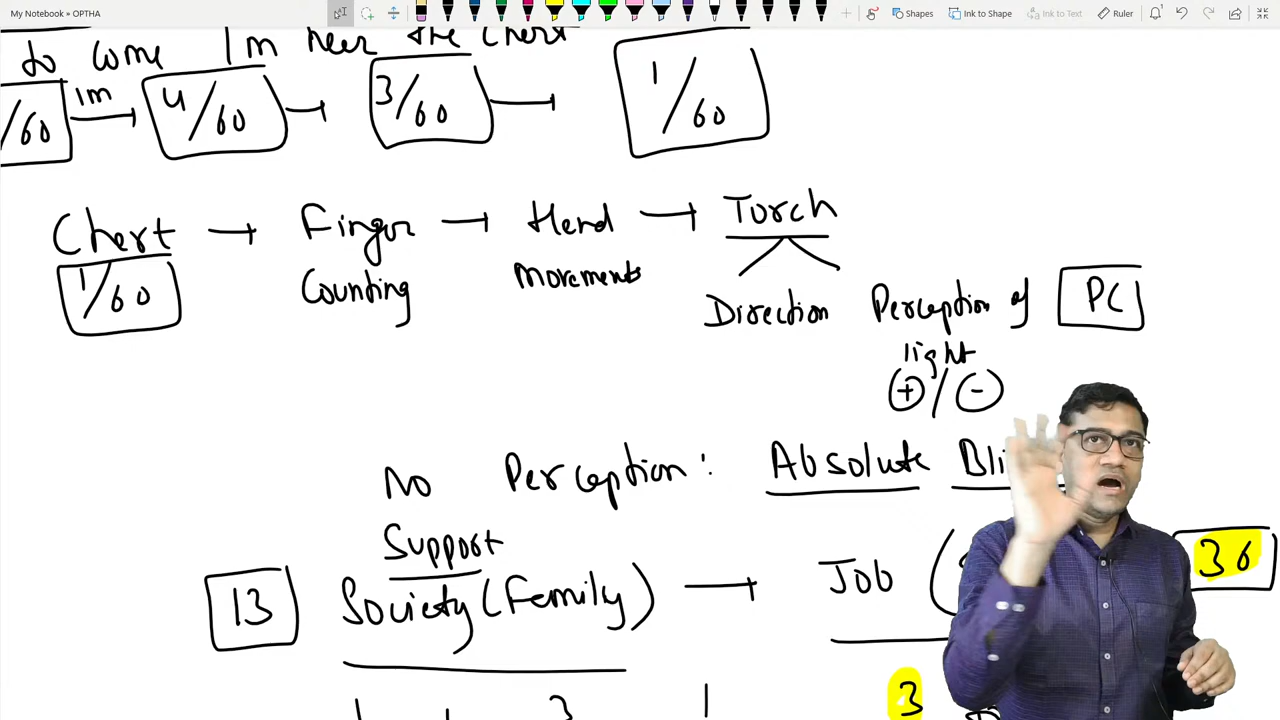 My Notebook » OPTHA
Shapes
Ink to Shape
Ink to Text
Ruler
to come 1m near the chart
/60 1m → 4/60 → 3/60 → 1/60
Chart → Finger → Hand → Torch
1/60 Counting Movements
Direction Perception of PC
light
+ / -
No Perception: Absolute
Support
13 Society (Family) → Job ( 36
3